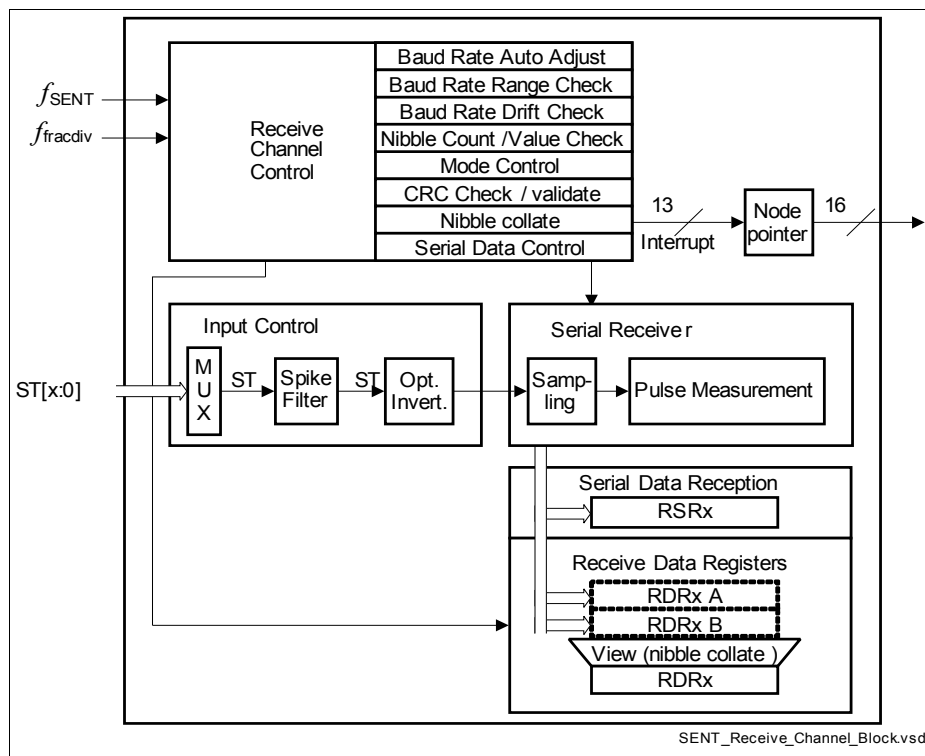 Baud Rate Auto Adjust
Baud Rate Range Check
Baud Rate Drift Check
Nibble Count /Value Check
Mode Control
CRC Check / validate
Nibble collate
Serial Data Control
Receive
Channel
Control
fSENT
ffracdiv
13
Interrupt
Node
pointer
16
Input Control
MUX
ST
Spike
Filter
ST
Opt.
Invert.
ST[x:0]
Serial Receiver
Samp-
ling
Pulse Measurement
Serial Data Reception
RSRx
Receive Data Registers
RDRx A
RDRx B
View (nibble collate )
RDRx
SENT_Receive_Channel_Block.vsd